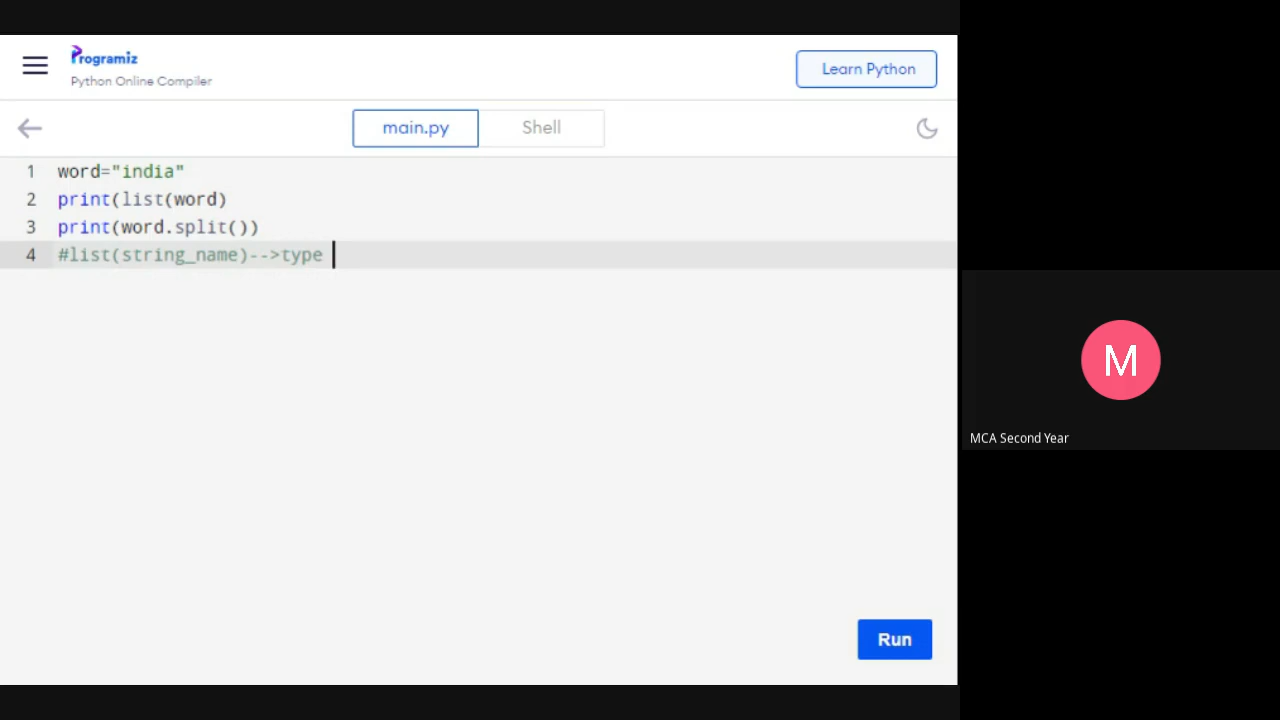 Programiz
Python Online Compiler
Learn Python
main.py
Shell
1 word="india"
2 print(list(word)
3 print(word.split())
4 #list(string_name)-->type
Run
M
MCA Second Year